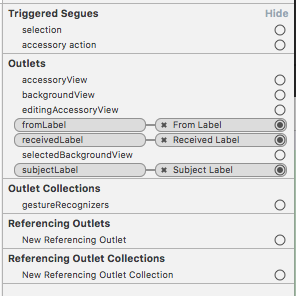 Triggered Segues Hide
selection
accessory action
Outlets
accessoryView
backgroundView
editingAccessoryView
fromLabel ✖ From Label
receivedLabel ✖ Received Label
selectedBackgroundView
subjectLabel ✖ Subject Label
Outlet Collections
gestureRecognizers
Referencing Outlets
New Referencing Outlet
Referencing Outlet Collections
New Referencing Outlet Collection